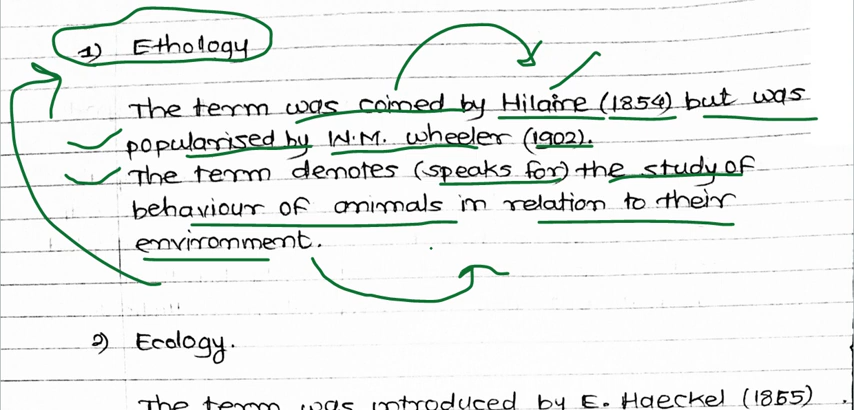 1) Ethology
The term was coined by Hilaire (1854) but was
popularised by W.M. Wheeler (1902).
The term denotes (speaks for) the study of
behaviour of animals in relation to their
environment.
2) Ecology.
The term was introduced by E. Haeckel (1855)